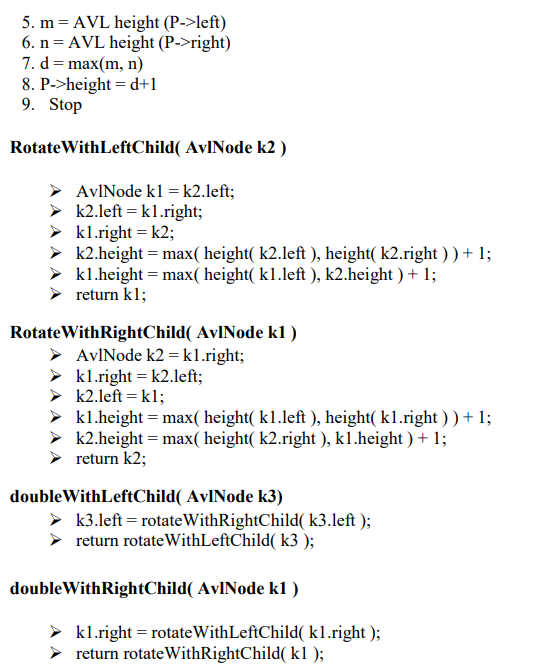 5. m = AVL height (P->left)
6. n = AVL height (P->right)
7. d = max(m, n)
8. P->height = d+1
9. Stop
RotateWithLeftChild( AvlNode k2 )
➢ AvlNode k1 = k2.left;
➢ k2.left = k1.right;
➢ k1.right = k2;
➢ k2.height = max( height( k2.left ), height( k2.right ) ) + 1;
➢ k1.height = max( height( k1.left ), k2.height ) + 1;
➢ return k1;
RotateWithRightChild( AvlNode k1 )
➢ AvlNode k2 = k1.right;
➢ k1.right = k2.left;
➢ k2.left = k1;
➢ k1.height = max( height( k1.left ), height( k1.right ) ) + 1;
➢ k2.height = max( height( k2.right ), k1.height ) + 1;
➢ return k2;
doubleWithLeftChild( AvlNode k3)
➢ k3.left = rotateWithRightChild( k3.left );
➢ return rotateWithLeftChild( k3 );
doubleWithRightChild( AvlNode k1 )
➢ k1.right = rotateWithLeftChild( k1.right );
➢ return rotateWithRightChild( k1 );